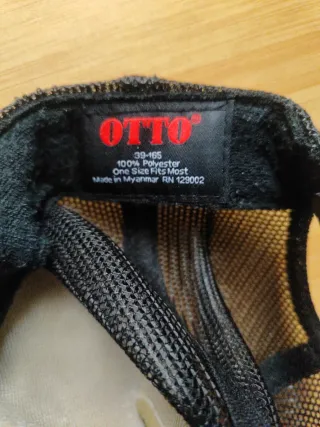 OTTO®
39-165
100% Polyester
One Size Fits Most
Made in Myanmar RN 129002